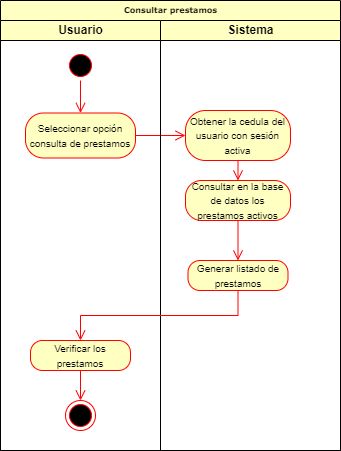 Consultar prestamos
Usuario
Sistema
Seleccionar opción
consulta de prestamos
Obtener la cedula del
usuario con sesión
activa
Consultar en la base
de datos los
prestamos activos
Generar listado de
prestamos
Verificar los
prestamos